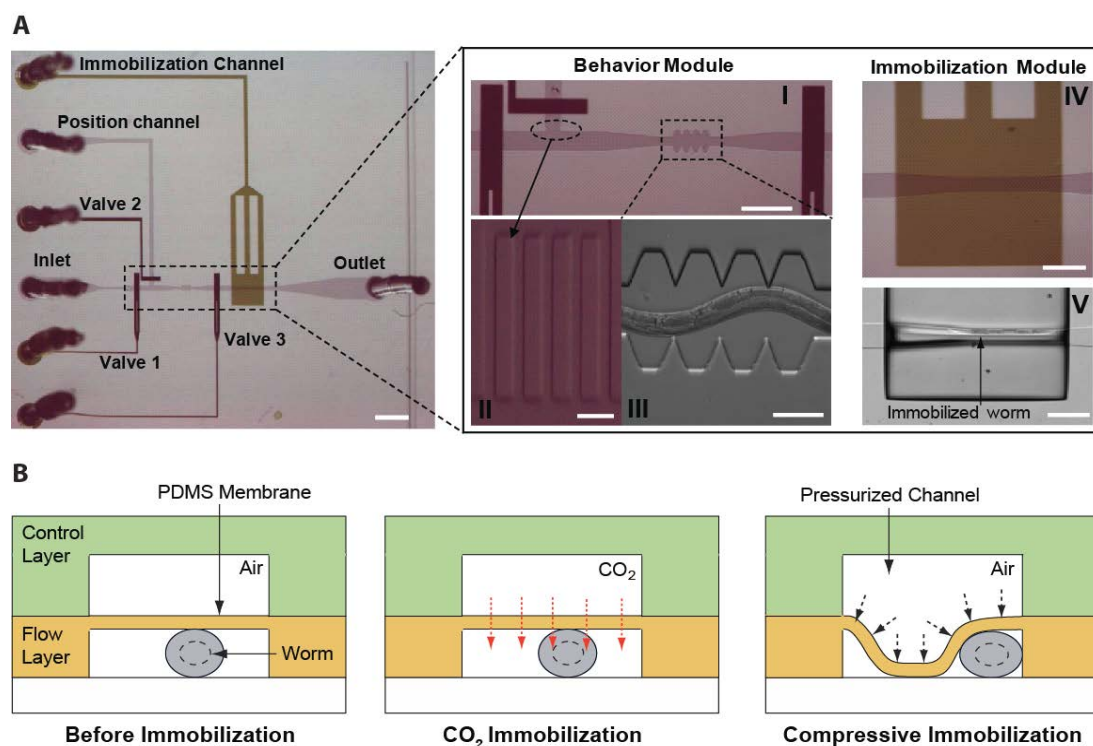 A
Immobilization Channel
Position channel
Valve 2
Inlet
Outlet
Valve 1
Valve 3
Behavior Module
I
II
III
Immobilization Module
IV
V
Immobilized worm
B
PDMS Membrane
Control
Layer
Air
Flow
Layer
Worm
Before Immobilization
CO₂
CO₂ Immobilization
Pressurized Channel
Air
Compressive Immobilization